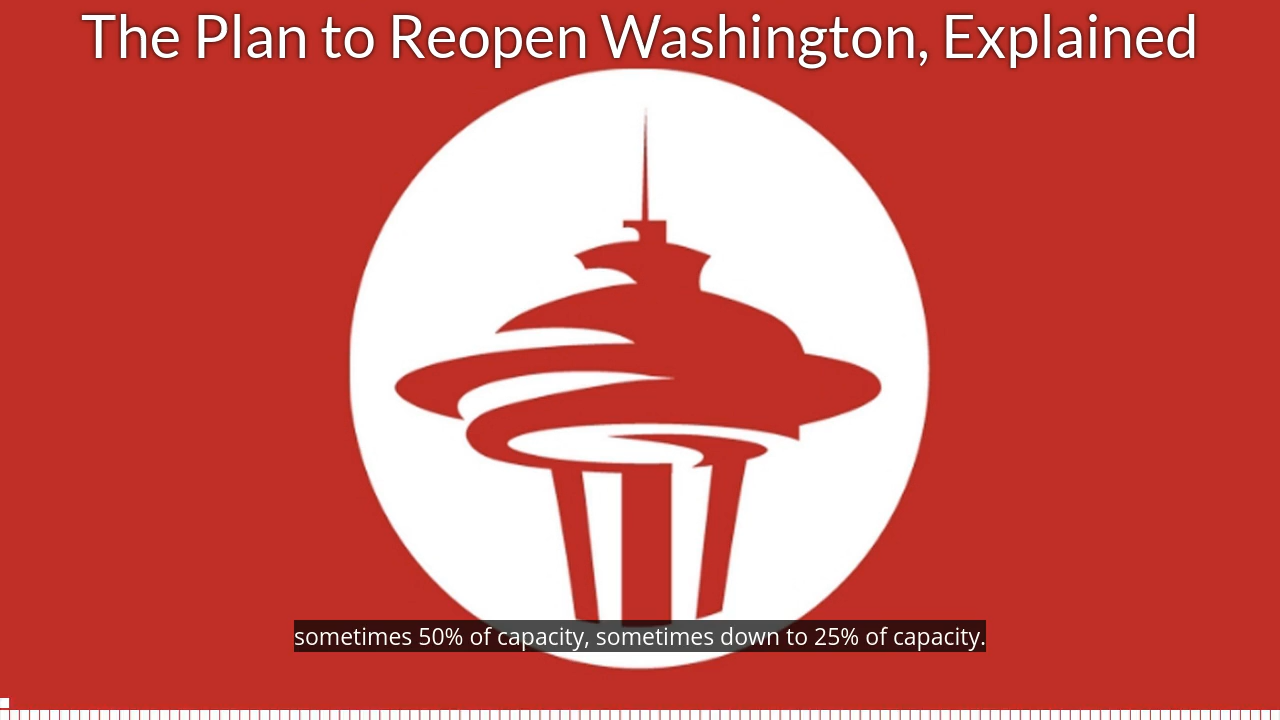 The Plan to Reopen Washington, Explained
sometimes 50% of capacity, sometimes down to 25% of capacity.